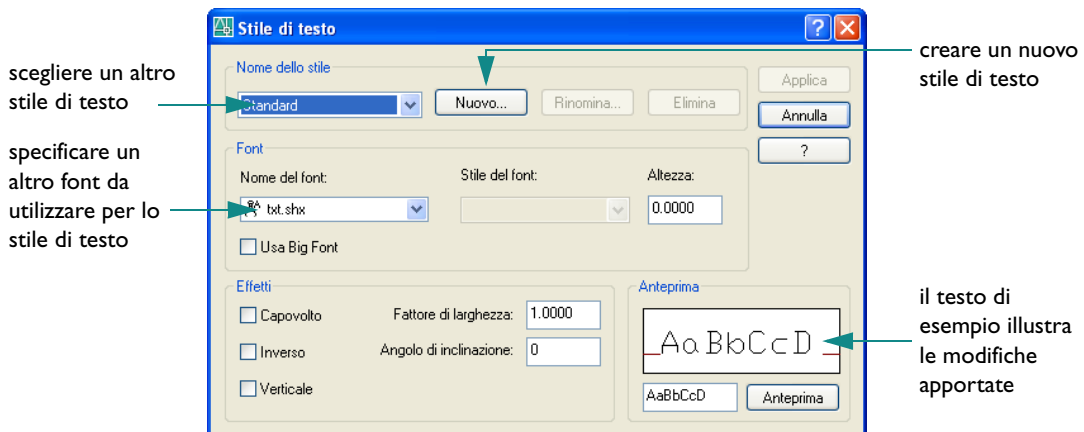 Stile di testo
scegliere un altro
stile di testo
specificare un
altro font da
utilizzare per lo
stile di testo
Nome dello stile
Standard
Nuovo...
Rinomina...
Elimina
Applica
Annulla
?
Font
Nome del font:
Stile del font:
Altezza:
txt.shx
0.0000
Usa Big Font
Effetti
Capovolto
Fattore di larghezza:
1.0000
Inverso
Angolo di inclinazione:
0
Verticale
Anteprima
AaBbCcD
AaBbCcD
Anteprima
creare un nuovo
stile di testo
il testo di
esempio illustra
le modifiche
apportate